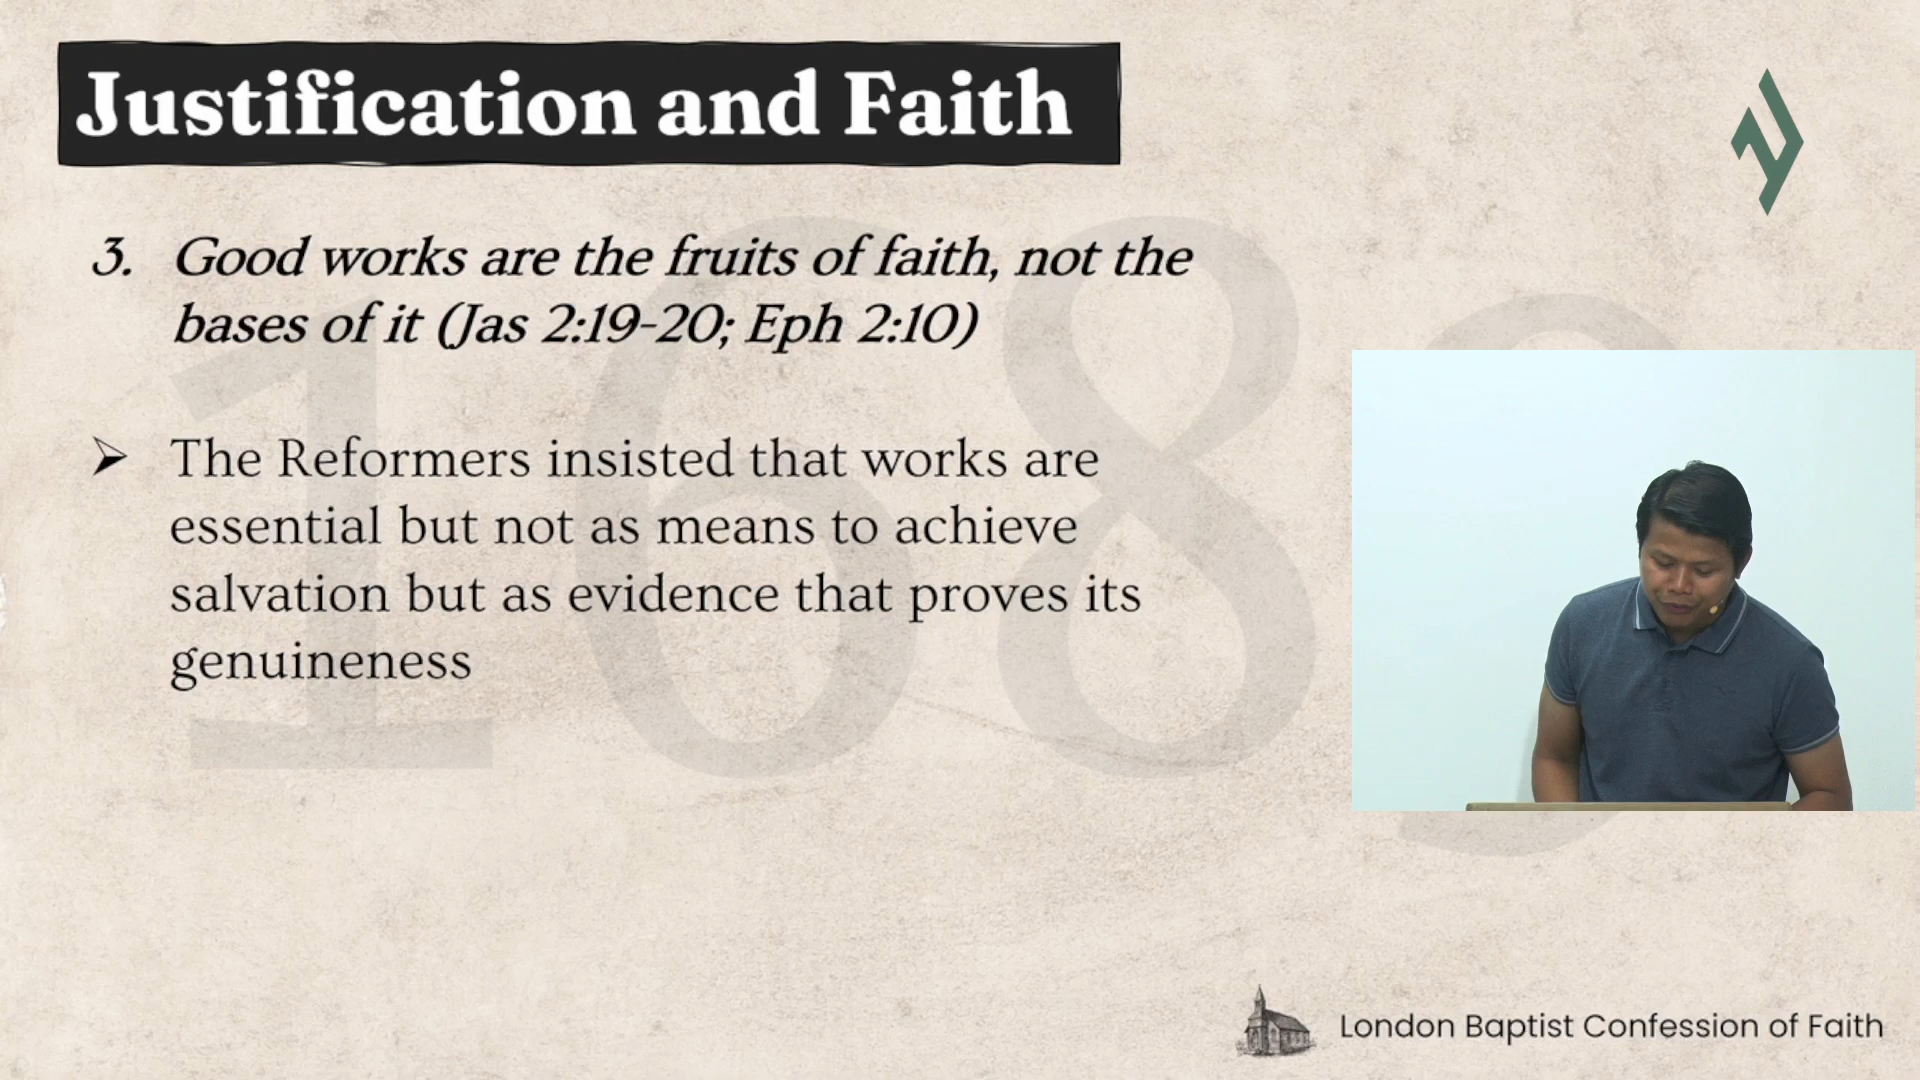 Justification and Faith
3. Good works are the fruits of faith, not the
bases of it (Jas 2:19-20; Eph 2:10)
➢ The Reformers insisted that works are
essential but not as means to achieve
salvation but as evidence that proves its
genuineness
1689
London Baptist Confession of Faith